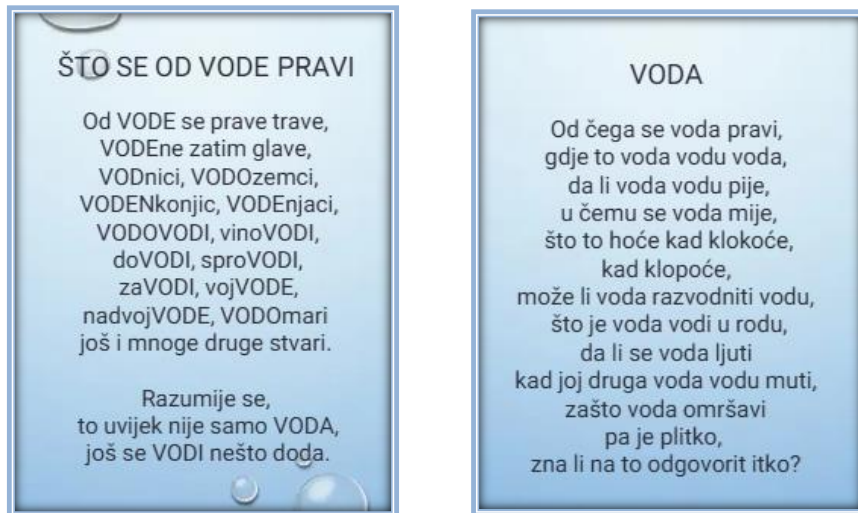 ŠTO SE OD VODE PRAVI
Od VODE se prave trave,
VODEne zatim glave,
VODnici, VODOzemci,
VODENkonjic, VODEnjaci,
VODOVODI, vinoVODI,
doVODI, sproVODI,
zaVODI, vojVODE,
nadvojVODE, VODOmari
još i mnoge druge stvari.
Razumije se,
to uvijek nije samo VODA,
još se VODI nešto doda.
VODA
Od čega se voda pravi,
gdje to voda vodu voda,
da li voda vodu pije,
u čemu se voda mije,
što to hoće kad klokoće,
kad klopoće,
može li voda razvodniti vodu,
što je voda vodi u rodu,
da li se voda ljuti
kad joj druga voda vodu muti,
zašto voda omršavi
pa je plitko,
zna li na to odgovorit itko?